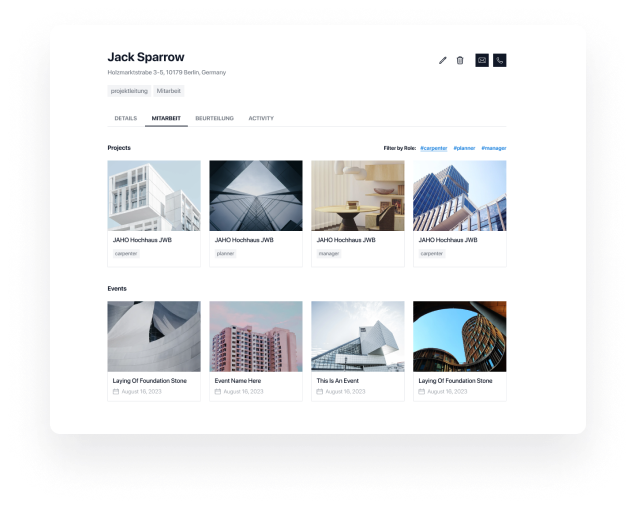 Jack Sparrow
Holzmarktstrabe 3-5, 10179 Berlin, Germany
projektleitung Mitarbeit
DETAILS MITARBEIT BEURTEILUNG ACTIVITY
Projects Filter by Role: #carpenter #planner #manager
JAHO Hochhaus JWB JAHO Hochhaus JWB JAHO Hochhaus JWB JAHO Hochhaus JWB
carpenter planner manager carpenter
Events
Laying Of Foundation Stone Event Name Here This Is An Event Laying Of Foundation Stone
August 16, 2023 August 16, 2023 August 16, 2023 August 16, 2023